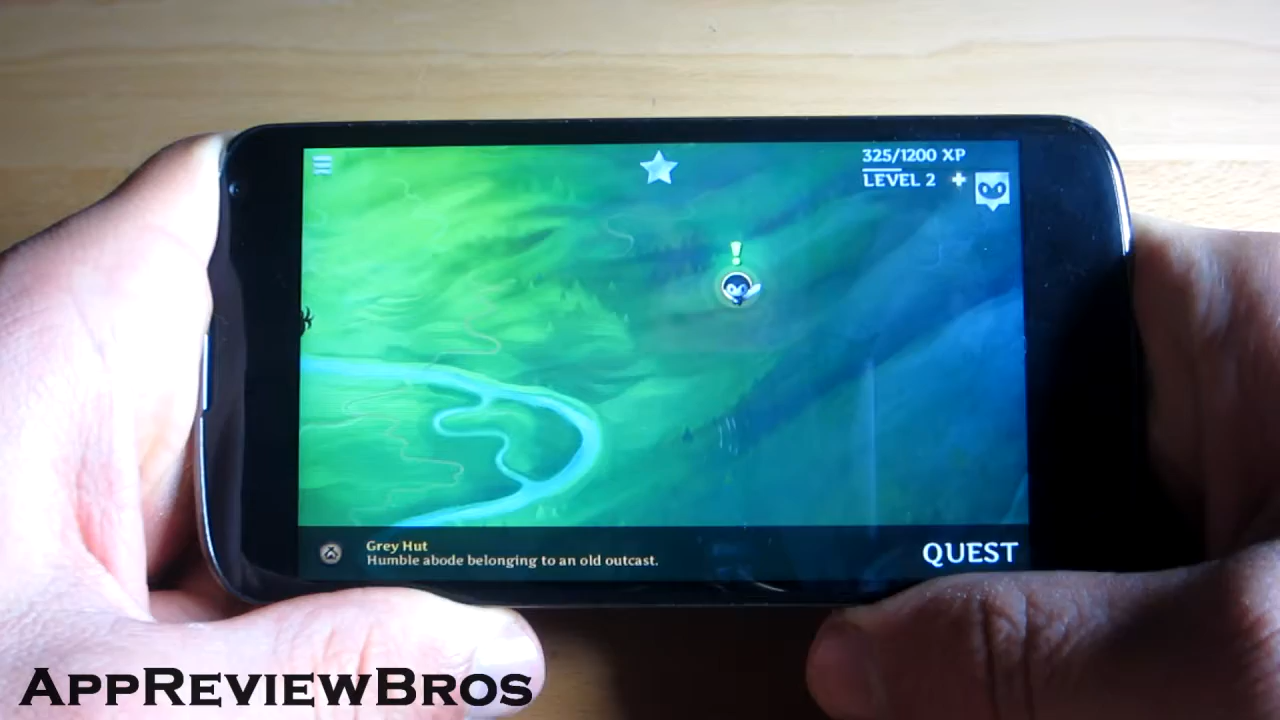 325/1200 XP
LEVEL 2 +
!
Grey Hut
Humble abode belonging to an old outcast.
QUEST
AppReviewBros